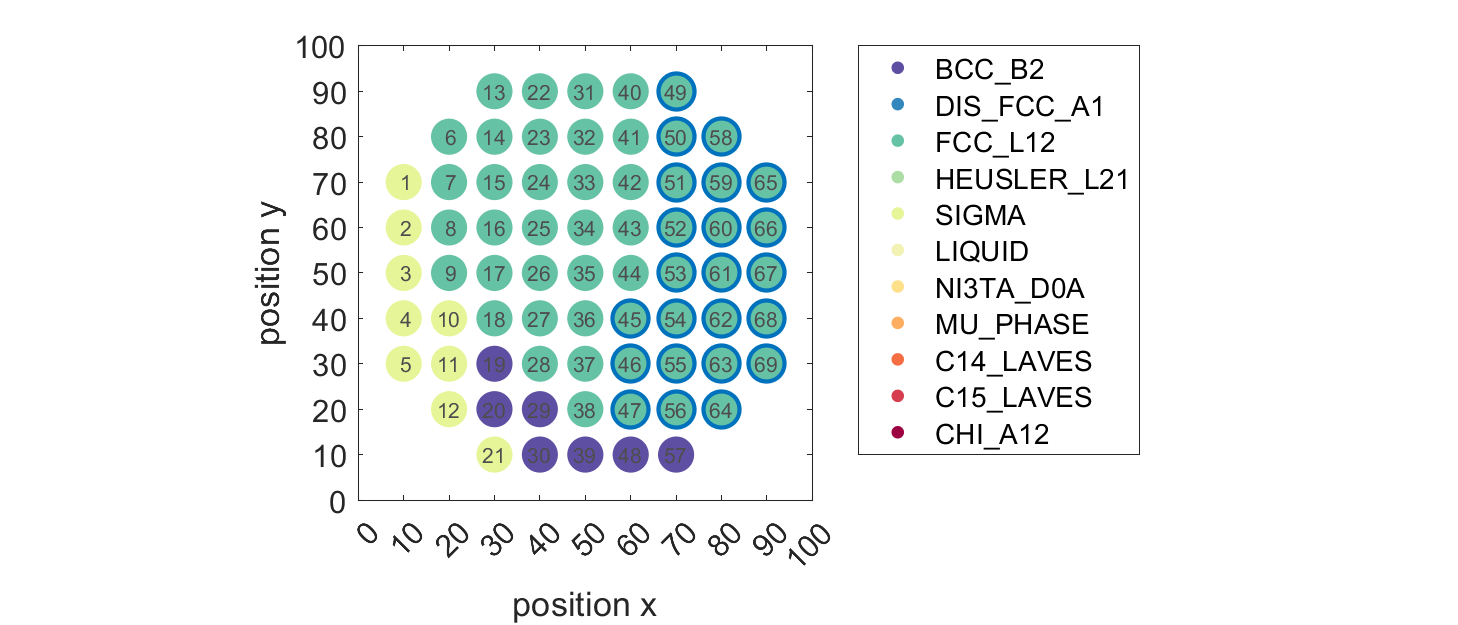 100
90
80
70
60
50
40
30
20
10
0
position y
13 22 31 40 49
6 14 23 32 41 50 58
1 7 15 24 33 42 51 59 65
2 8 16 25 34 43 52 60 66
3 9 17 26 35 44 53 61 67
4 10 18 27 36 45 54 62 68
5 11 19 28 37 46 55 63 69
12 20 29 38 47 56 64
21 30 39 48 57
0 10 20 30 40 50 60 70 80 90 100
position x
BCC_B2
DIS_FCC_A1
FCC_L12
HEUSLER_L21
SIGMA
LIQUID
NI3TA_D0A
MU_PHASE
C14_LAVES
C15_LAVES
CHI_A12